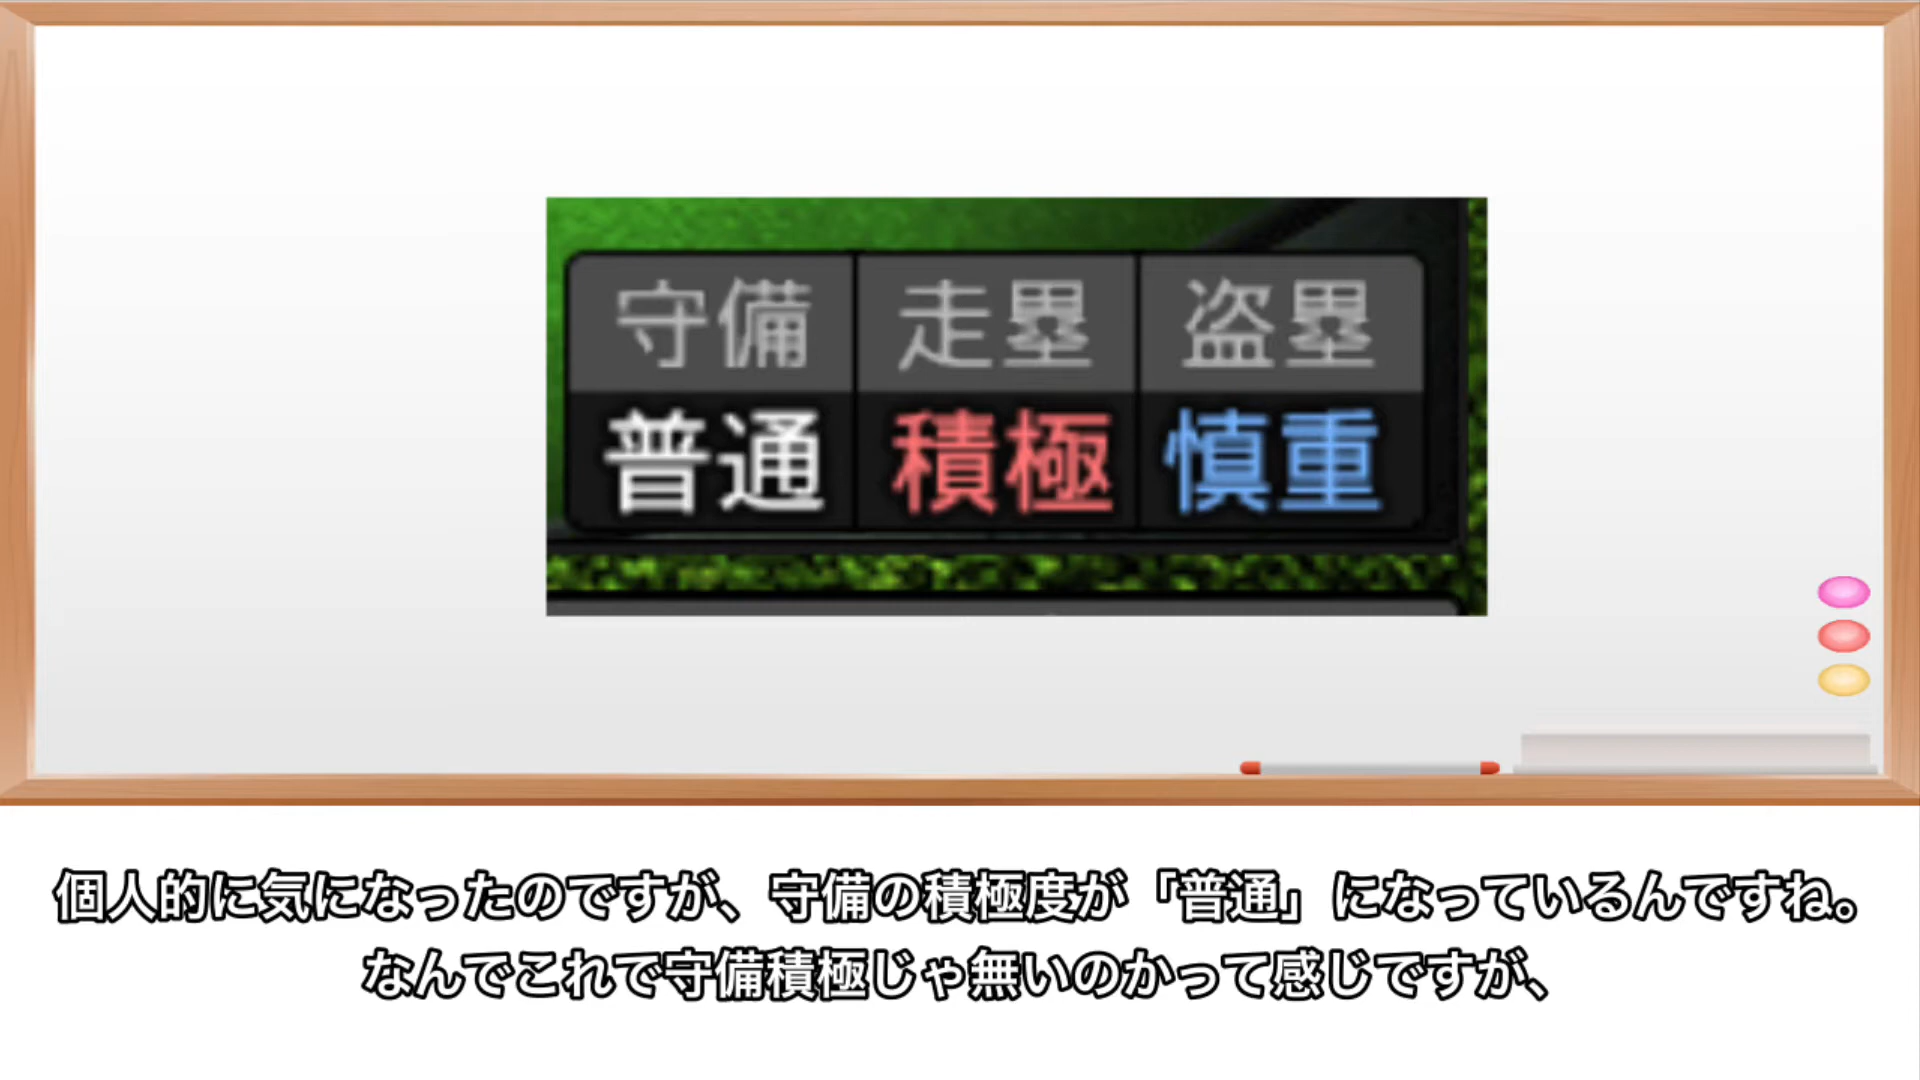 守備 走塁 盗塁
普通 積極 慎重
個人的に気になったのですが、守備の積極度が「普通」になっているんですね。
なんでこれで守備積極じゃ無いのかって感じですが、